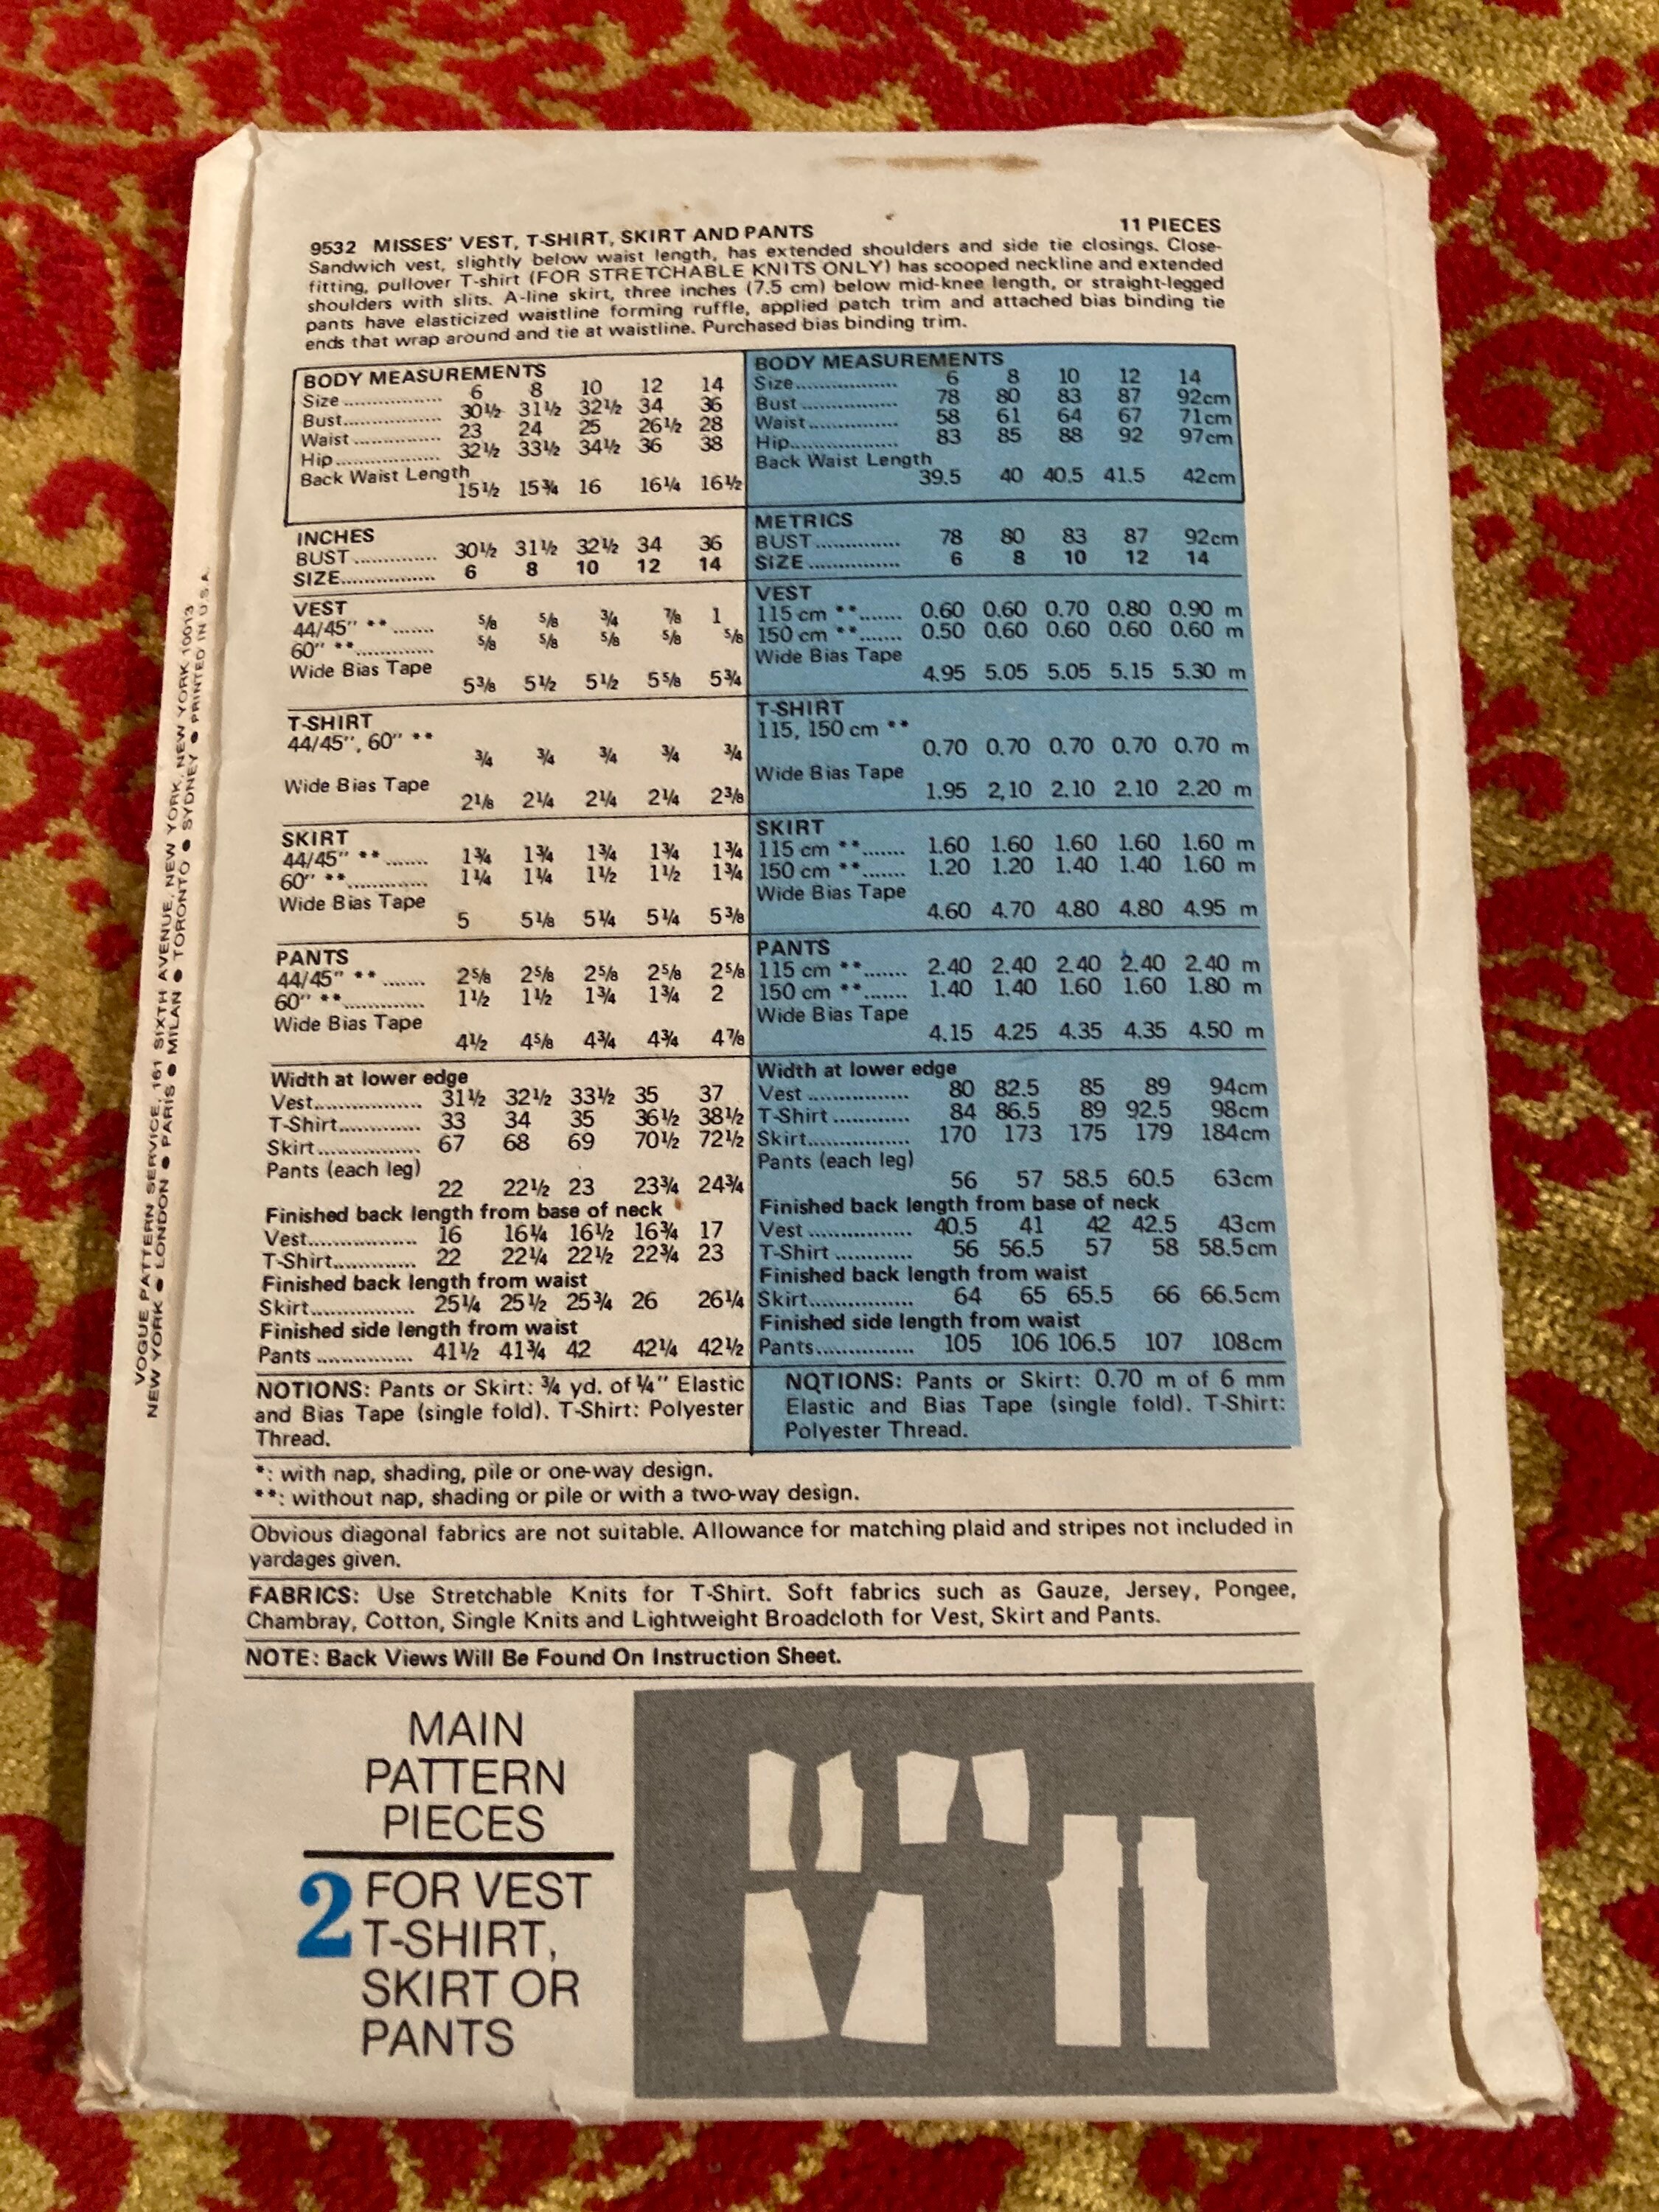 9532 MISSES' VEST, T-SHIRT, SKIRT AND PANTS 11 PIECES
Sandwich vest, slightly below waist length, has extended shoulders and side tie closings. Close-
fitting, pullover T-shirt (FOR STRETCHABLE KNITS ONLY) has scooped neckline and extended
shoulders with slits. A-line skirt, three inches (7.5 cm) below mid-knee length, or straight-legged
pants have elasticized waistline forming ruffle, applied patch trim and attached bias binding tie
ends that wrap around and tie at waistline. Purchased bias binding trim.
BODY MEASUREMENTS
Size.................. 6 8 10 12 14
Bust.................. 30½ 31½ 32½ 34 36
Waist ................ 23 24 25 26½ 28
Hip................... 32½ 33½ 34½ 36 38
Back Waist Length
15½ 15¾ 16 16¼ 16½
INCHES
BUST .............. 30½ 31½ 32½ 34 36
SIZE................ 6 8 10 12 14
VEST
44/45" **....... ⅝ ⅝ ¾ ⅞ 1
60" **............. ⅝ ⅝ ⅝ ⅝ ⅝
Wide Bias Tape
5⅜ 5½ 5½ 5⅝ 5¾
T-SHIRT
44/45", 60" **
¾ ¾ ¾ ¾ ¾
Wide Bias Tape
2⅛ 2¼ 2¼ 2¼ 2⅜
SKIRT
44/45" **....... 1¾ 1¾ 1¾ 1¾ 1¾
60" **............. 1¼ 1¼ 1½ 1½ 1¾
Wide Bias Tape
5 5⅛ 5¼ 5¼ 5⅜
PANTS
44/45" **....... 2⅝ 2⅝ 2⅝ 2⅝ 2⅝
60" **............. 1½ 1½ 1¾ 1¾ 2
Wide Bias Tape
4½ 4⅝ 4¾ 4¾ 4⅞
Width at lower edge
Vest.................. 31½ 32½ 33½ 35 37
T-Shirt............. 33 34 35 36½ 38½
Skirt................. 67 68 69 70½ 72½
Pants (each leg)
22 22½ 23 23¾ 24¾
Finished back length from base of neck
Vest.................. 16 16¼ 16½ 16¾ 17
T-Shirt............. 22 22¼ 22½ 22¾ 23
Finished back length from waist
Skirt................. 25¼ 25½ 25¾ 26 26¼
Finished side length from waist
Pants ............... 41½ 41¾ 42 42¼ 42½
NOTIONS: Pants or Skirt: ¾ yd. of ¼" Elastic
and Bias Tape (single fold). T-Shirt: Polyester
Thread.
BODY MEASUREMENTS
Size.................. 6 8 10 12 14
Bust.................. 78 80 83 87 92cm
Waist................ 58 61 64 67 71cm
Hip................... 83 85 88 92 97cm
Back Waist Length
39.5 40 40.5 41.5 42cm
METRICS
BUST .............. 78 80 83 87 92cm
SIZE ............... 6 8 10 12 14
VEST
115 cm **....... 0.60 0.60 0.70 0.80 0.90 m
150 cm **....... 0.50 0.60 0.60 0.60 0.60 m
Wide Bias Tape
4.95 5.05 5.05 5.15 5.30 m
T-SHIRT
115, 150 cm **
0.70 0.70 0.70 0.70 0.70 m
Wide Bias Tape
1.95 2,10 2.10 2.10 2.20 m
SKIRT
115 cm **....... 1.60 1.60 1.60 1.60 1.60 m
150 cm **....... 1.20 1.20 1.40 1.40 1.60 m
Wide Bias Tape
4.60 4.70 4.80 4.80 4.95 m
PANTS
115 cm **....... 2.40 2.40 2.40 2.40 2.40 m
150 cm **....... 1.40 1.40 1.60 1.60 1.80 m
Wide Bias Tape
4.15 4.25 4.35 4.35 4.50 m
Width at lower edge
Vest ................. 80 82.5 85 89 94cm
T-Shirt ............. 84 86.5 89 92.5 98cm
Skirt................. 170 173 175 179 184cm
Pants (each leg)
56 57 58.5 60.5 63cm
Finished back length from base of neck
Vest ................. 40.5 41 42 42.5 43cm
T-Shirt ............. 56 56.5 57 58 58.5cm
Finished back length from waist
Skirt................. 64 65 65.5 66 66.5cm
Finished side length from waist
Pants................ 105 106 106.5 107 108cm
NOTIONS: Pants or Skirt: 0.70 m of 6 mm
Elastic and Bias Tape (single fold). T-Shirt:
Polyester Thread.
*: with nap, shading, pile or one-way design.
**: without nap, shading or pile or with a two-way design.
Obvious diagonal fabrics are not suitable. Allowance for matching plaid and stripes not included in
yardages given.
FABRICS: Use Stretchable Knits for T-Shirt. Soft fabrics such as Gauze, Jersey, Pongee,
Chambray, Cotton, Single Knits and Lightweight Broadcloth for Vest, Skirt and Pants.
NOTE: Back Views Will Be Found On Instruction Sheet.
MAIN
PATTERN
PIECES
2 FOR VEST
T-SHIRT,
SKIRT OR
PANTS
VOGUE PATTERN SERVICE, 161 SIXTH AVENUE, NEW YORK, NEW YORK 10013
NEW YORK ● LONDON ● PARIS ● MILAN ● TORONTO ● SYDNEY ● PRINTED IN U.S.A.